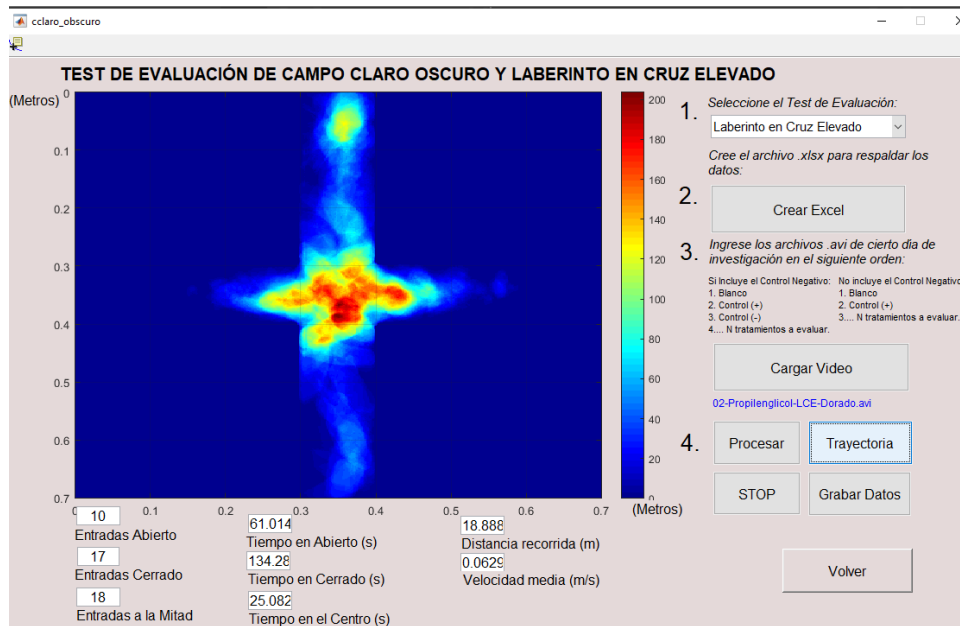 cclaro_obscuro
TEST DE EVALUACIÓN DE CAMPO CLARO OSCURO Y LABERINTO EN CRUZ ELEVADO
(Metros)
0
0.1
0.2
0.3
0.4
0.5
0.6
0.7
0.1
0.2
0.3
0.4
0.5
0.6
0.7
(Metros)
200
180
160
140
120
100
80
60
40
20
0
1.
Seleccione el Test de Evaluación:
Laberinto en Cruz Elevado
Cree el archivo .xlsx para respaldar los
datos:
2.
Crear Excel
3.
Ingrese los archivos .avi de cierto dia de
investigación en el siguiente orden:
Si Incluye el Control Negativo:
1. Blanco
2. Control (+)
3. Control (-)
4.... N tratamientos a evaluar.
No incluye el Control Negativo
1. Blanco
2. Control (+)
3.... N tratamientos a evaluar.
Cargar Video
02-Propilenglicol-LCE-Dorado.avi
4.
Procesar
Trayectoria
STOP
Grabar Datos
Volver
10
Entradas Abierto
17
Entradas Cerrado
18
Entradas a la Mitad
61.014
Tiempo en Abierto (s)
134.28
Tiempo en Cerrado (s)
25.082
Tiempo en el Centro (s)
18.888
Distancia recorrida (m)
0.0629
Velocidad media (m/s)